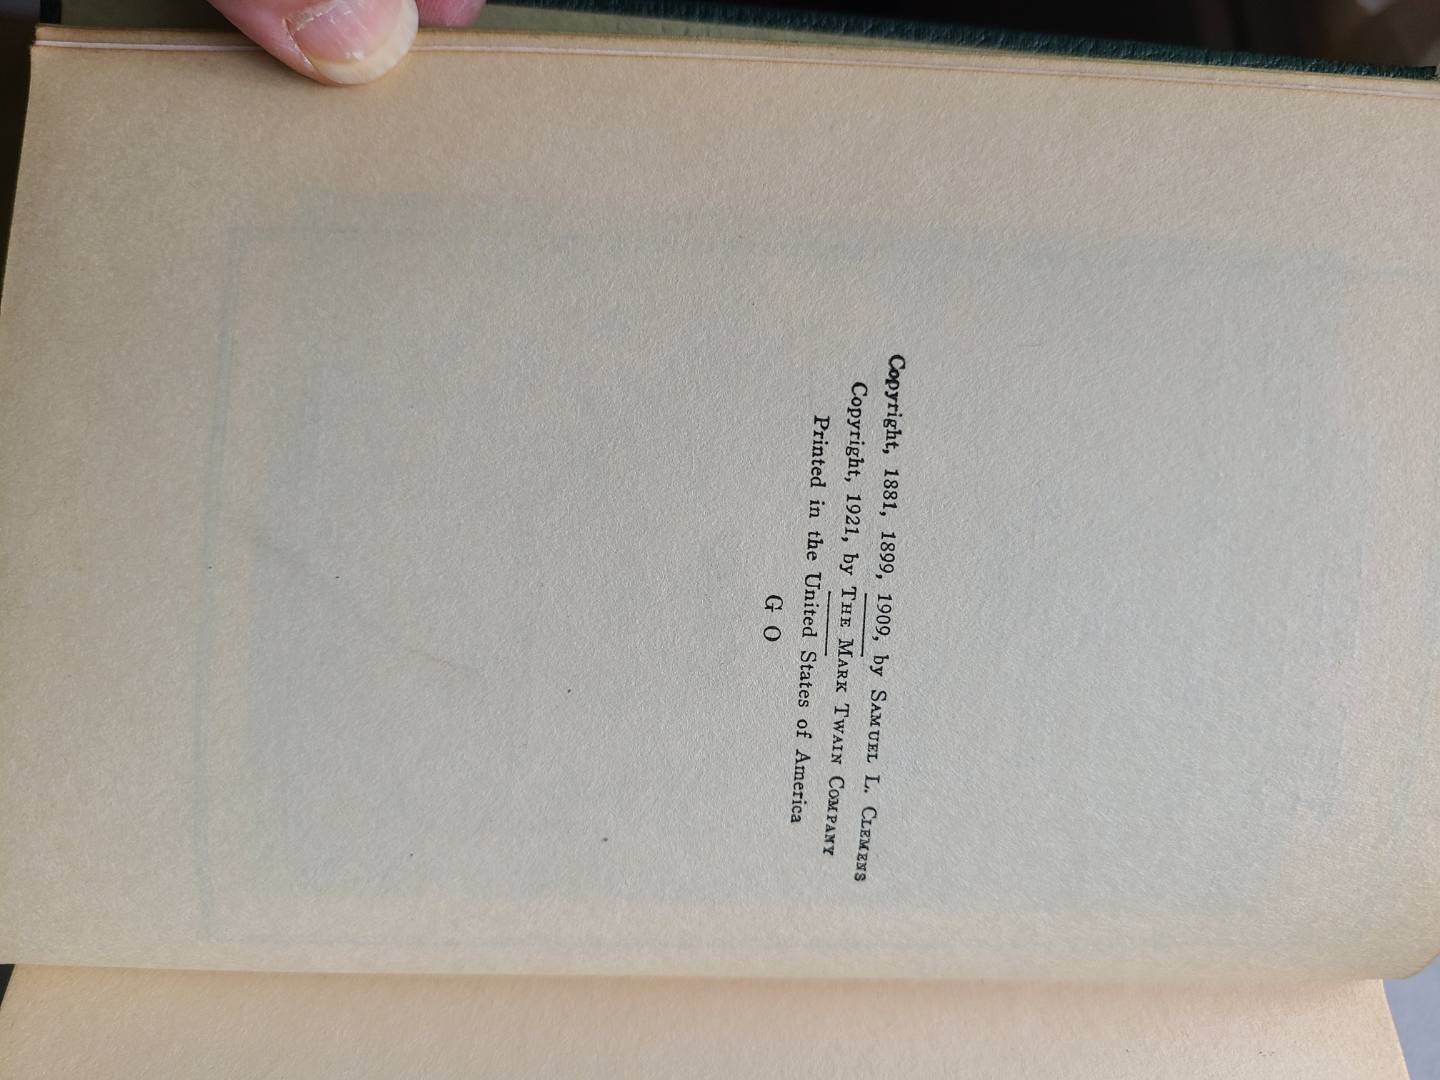 Copyright, 1881, 1899, 1909, by SAMUEL L. CLEMENS
Copyright, 1921, by THE MARK TWAIN COMPANY
Printed in the United States of America
G O